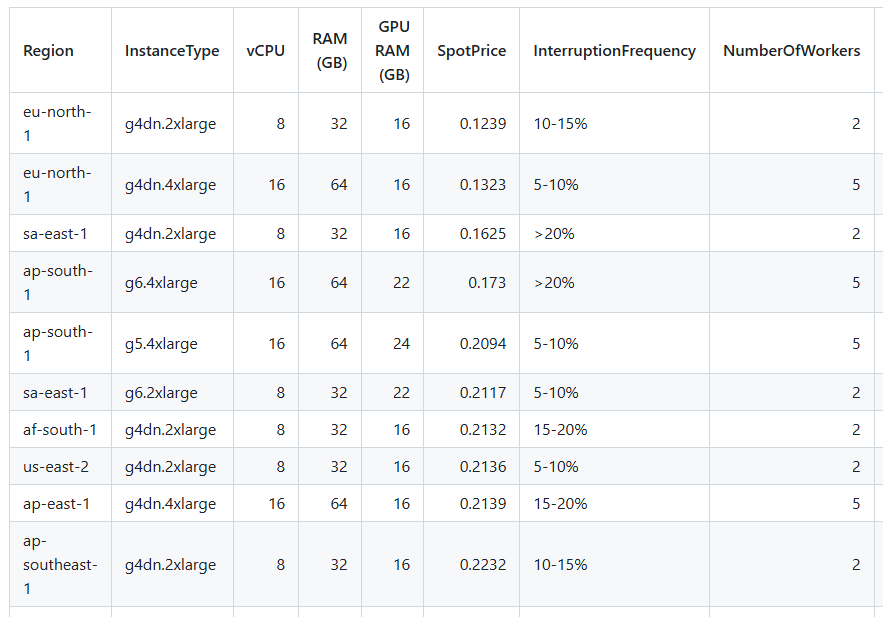 Region InstanceType vCPU RAM (GB) GPU RAM (GB) SpotPrice InterruptionFrequency NumberOfWorkers
eu-north-1 g4dn.2xlarge 8 32 16 0.1239 10-15% 2
eu-north-1 g4dn.4xlarge 16 64 16 0.1323 5-10% 5
sa-east-1 g4dn.2xlarge 8 32 16 0.1625 >20% 2
ap-south-1 g6.4xlarge 16 64 22 0.173 >20% 5
ap-south-1 g5.4xlarge 16 64 24 0.2094 5-10% 5
sa-east-1 g6.2xlarge 8 32 22 0.2117 5-10% 2
af-south-1 g4dn.2xlarge 8 32 16 0.2132 15-20% 2
us-east-2 g4dn.2xlarge 8 32 16 0.2136 5-10% 2
ap-east-1 g4dn.4xlarge 16 64 16 0.2139 15-20% 5
ap-southeast-1 g4dn.2xlarge 8 32 16 0.2232 10-15% 2